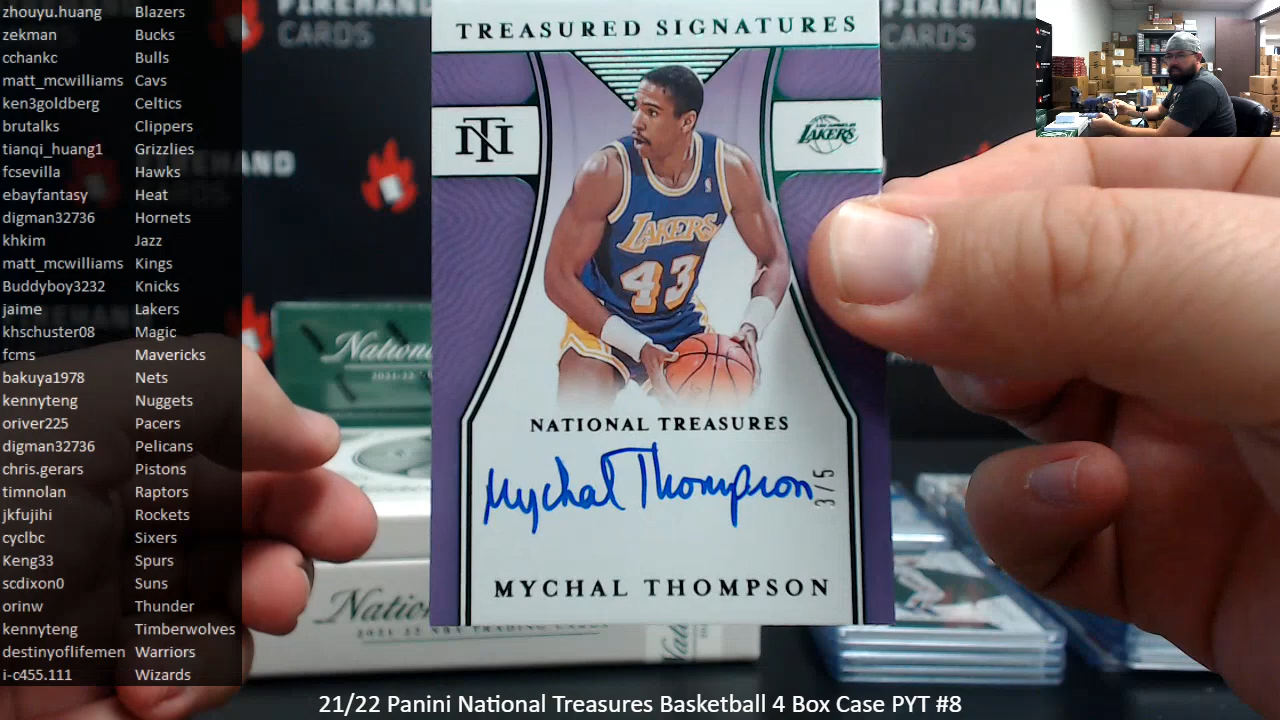 zhouyu.huang Blazers
zekman Bucks
cchankc Bulls
matt_mcwilliams Cavs
ken3goldberg Celtics
brutalks Clippers
tianqi_huang1 Grizzlies
fcsevilla Hawks
ebayfantasy Heat
digman32736 Hornets
khkim Jazz
matt_mcwilliams Kings
Buddyboy3232 Knicks
jaime Lakers
khschuster08 Magic
fcms Mavericks
bakuya1978 Nets
kennyteng Nuggets
oriver225 Pacers
digman32736 Pelicans
chris.gerars Pistons
timnolan Raptors
jkfujihi Rockets
cyclbc Sixers
Keng33 Spurs
scdixon0 Suns
orinw Thunder
kennyteng Timberwolves
destinyoflifemen Warriors
i-c455.111 Wizards
FIREHAND
CARDS
TREASURED SIGNATURES
NT
LAKERS
LAKERS
43
NATIONAL TREASURES
Mychal Thompson
3/5
MYCHAL THOMPSON
21/22 Panini National Treasures Basketball 4 Box Case PYT #8